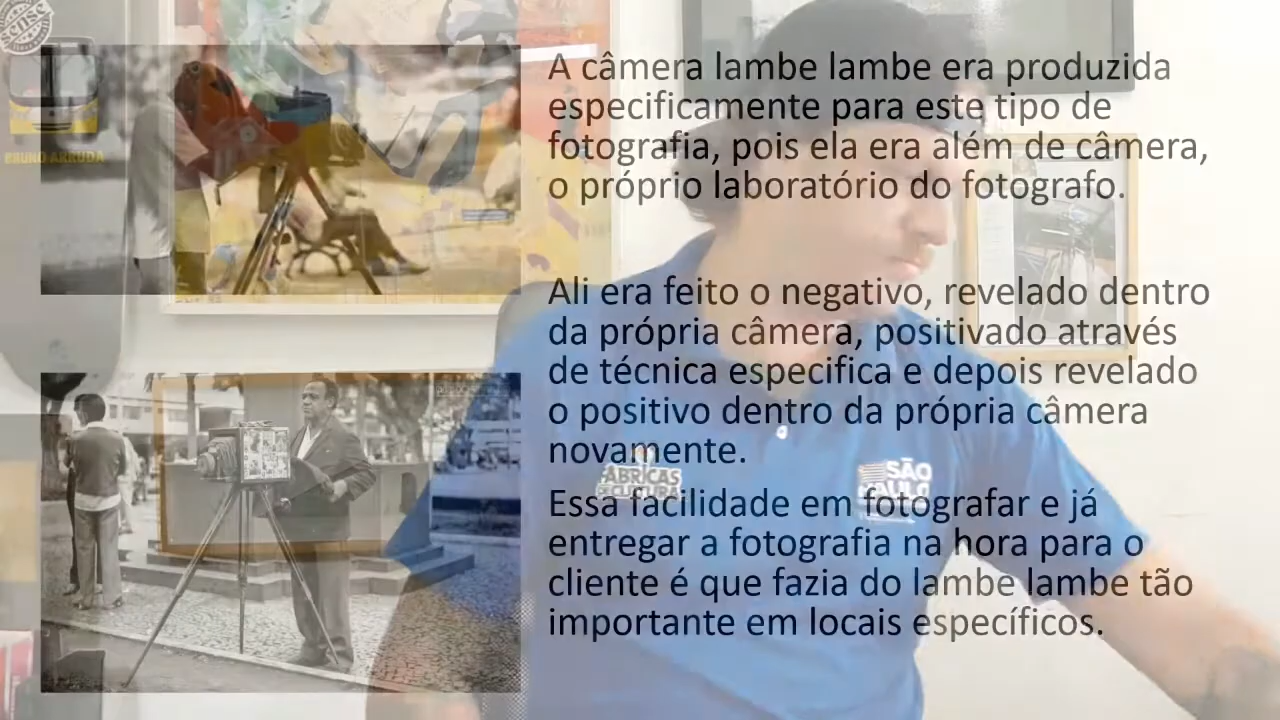 sense
BRUNO ARRUDA
A câmera lambe lambe era produzida
especificamente para este tipo de
fotografia, pois ela era além de câmera,
o próprio laboratório do fotografo.
Ali era feito o negativo, revelado dentro
da própria câmera, positivado através
de técnica especifica e depois revelado
o positivo dentro da própria câmera
novamente.
FÁBRICAS
DE CULTURA
SÃO
PAULO
Essa facilidade em fotografar e já
entregar a fotografia na hora para o
cliente é que fazia do lambe lambe tão
importante em locais específicos.